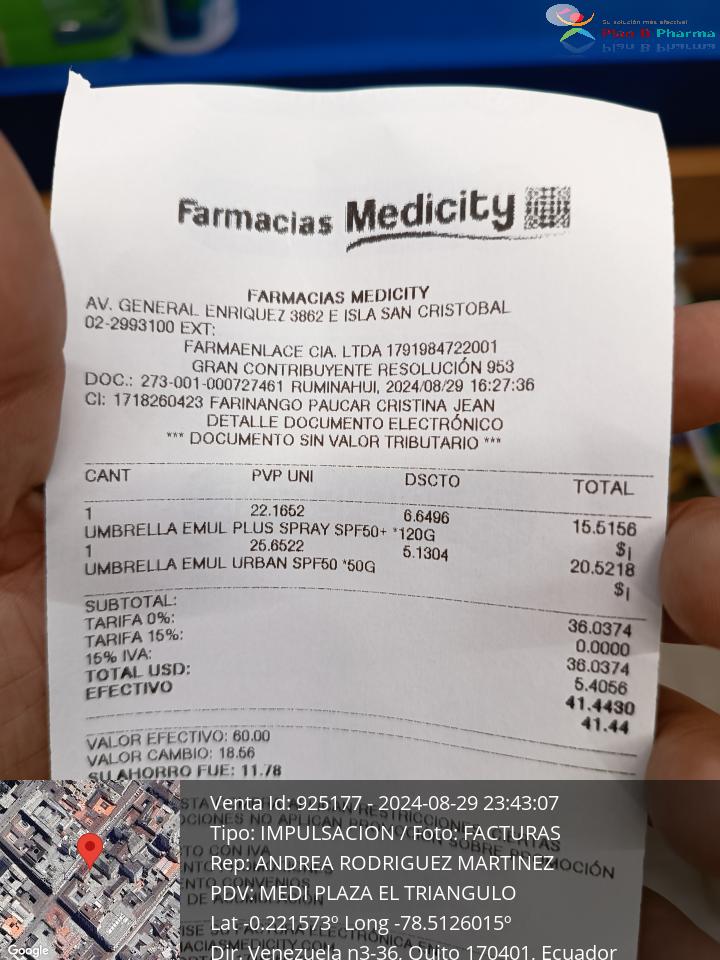 Su solución más efectiva!
Plan B Pharma
Farmacias Medicity
FARMACIAS MEDICITY
AV. GENERAL ENRIQUEZ 3862 E ISLA SAN CRISTOBAL
02-2993100 EXT:
FARMAENLACE CIA. LTDA 1791984722001
GRAN CONTRIBUYENTE RESOLUCIÓN 953
DOC.: 273-001-000727461 RUMINAHUI, 2024/08/29 16:27:36
CI: 1718260423 FARINANGO PAUCAR CRISTINA JEAN
DETALLE DOCUMENTO ELECTRÓNICO
*** DOCUMENTO SIN VALOR TRIBUTARIO ***
CANT PVP UNI DSCTO TOTAL
1 22.1652 6.6496 15.5156
UMBRELLA EMUL PLUS SPRAY SPF50+ *120G $¡
1 25.6522 5.1304 20.5218
UMBRELLA EMUL URBAN SPF50 *50G $¡
SUBTOTAL: 36.0374
TARIFA 0%: 0.0000
TARIFA 15%: 36.0374
15% IVA: 5.4056
TOTAL USD: 41.4430
EFECTIVO 41.44
VALOR EFECTIVO: 60.00
VALOR CAMBIO: 18.56
SU AHORRO FUE: 11.78
Venta Id: 925177 - 2024-08-29 23:43:07
Tipo: IMPULSACION / Foto: FACTURAS
Rep: ANDREA RODRIGUEZ MARTINEZ
PDV: MEDI PLAZA EL TRIANGULO
Lat -0.221573º Long -78.5126015º
Dir. Venezuela n3-36, Quito 170401, Ecuador
Google